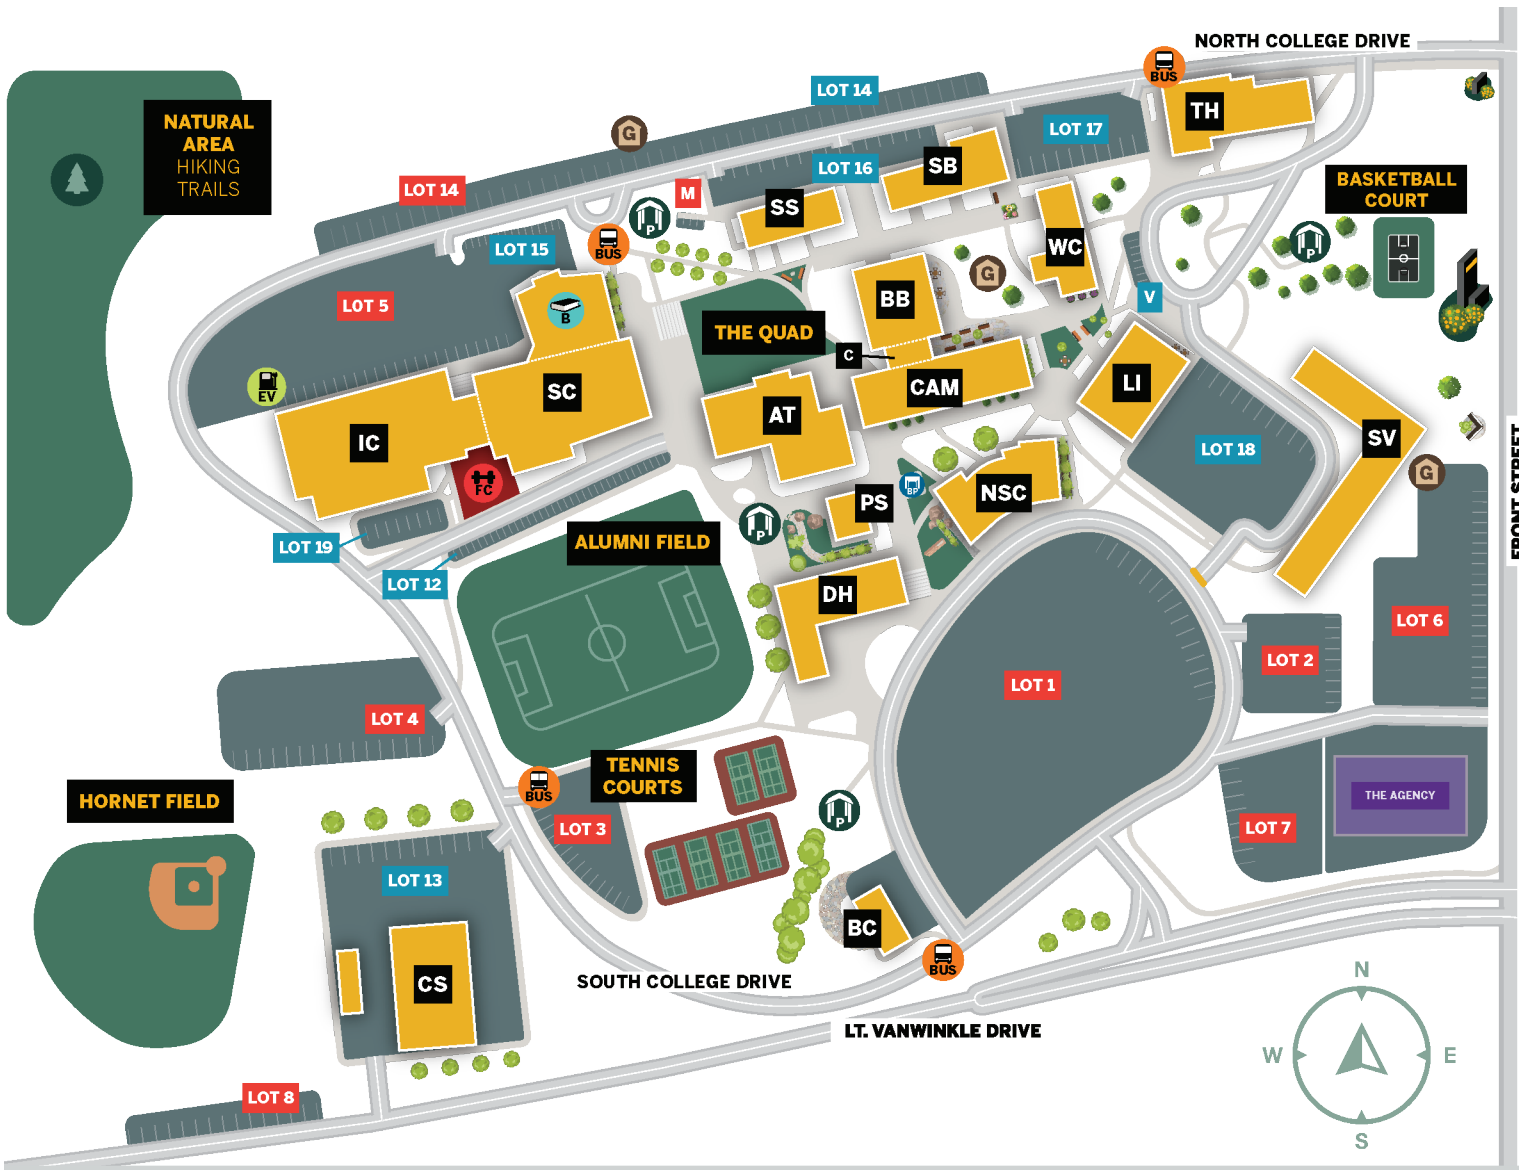 NORTH COLLEGE DRIVE
BUS
TH
LOT 14
LOT 17
NATURAL
AREA
HIKING
TRAILS
G
LOT 16
SB
LOT 14
M
SS
BASKETBALL
COURT
P
BUS
LOT 15
WC
P
G
V
BB
LOT 5
B
THE QUAD
C
EV
SC
CAM
LI
AT
IC
SV
LOT 18
FRONT STREET
G
FC
BP
NSC
PS
P
LOT 19
ALUMNI FIELD
LOT 12
DH
LOT 6
LOT 2
LOT 1
LOT 4
TENNIS
COURTS
BUS
HORNET FIELD
THE AGENCY
P
LOT 3
LOT 7
LOT 13
BC
BUS
CS
SOUTH COLLEGE DRIVE
LT. VANWINKLE DRIVE
N
W
E
S
LOT 8